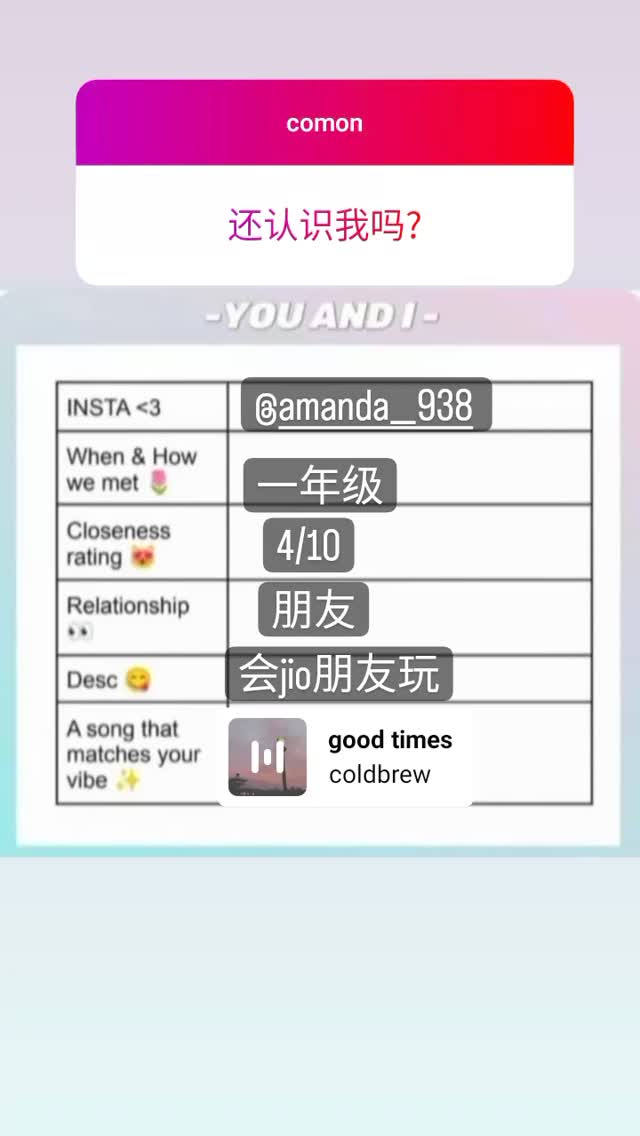 comon
还认识我吗?
-YOU AND I-
INSTA <3
@amanda__938
When & How
we met 🌷
一年级
Closeness
rating 😻
4/10
Relationship
👀
朋友
Desc 😋
会jio朋友玩
A song that
matches your
vibe ✨
good times
coldbrew